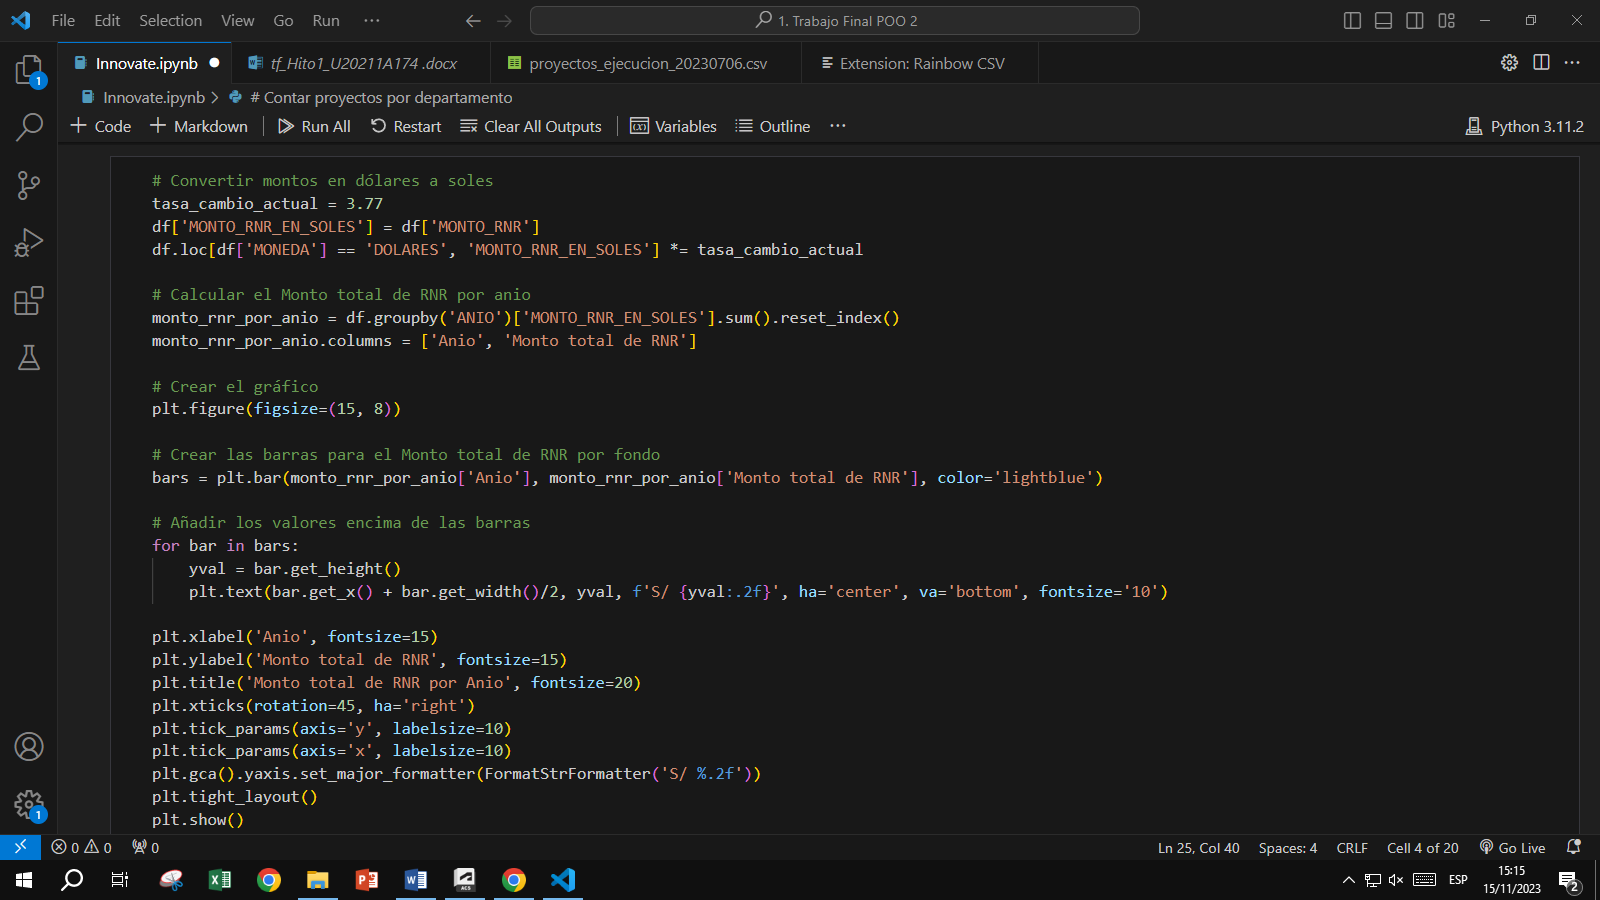 File Edit Selection View Go Run ···
1. Trabajo Final POO 2
Innovate.ipynb tf_Hito1_U20211A174 .docx proyectos_ejecucion_20230706.csv Extension: Rainbow CSV
1
Innovate.ipynb > # Contar proyectos por departamento
+ Code + Markdown Run All Restart Clear All Outputs Variables Outline ··· Python 3.11.2
# Convertir montos en dólares a soles
tasa_cambio_actual = 3.77
df['MONTO_RNR_EN_SOLES'] = df['MONTO_RNR']
df.loc[df['MONEDA'] == 'DOLARES', 'MONTO_RNR_EN_SOLES'] *= tasa_cambio_actual
# Calcular el Monto total de RNR por anio
monto_rnr_por_anio = df.groupby('ANIO')['MONTO_RNR_EN_SOLES'].sum().reset_index()
monto_rnr_por_anio.columns = ['Anio', 'Monto total de RNR']
# Crear el gráfico
plt.figure(figsize=(15, 8))
# Crear las barras para el Monto total de RNR por fondo
bars = plt.bar(monto_rnr_por_anio['Anio'], monto_rnr_por_anio['Monto total de RNR'], color='lightblue')
# Añadir los valores encima de las barras
for bar in bars:
    yval = bar.get_height()
    plt.text(bar.get_x() + bar.get_width()/2, yval, f'S/ {yval:.2f}', ha='center', va='bottom', fontsize='10')
plt.xlabel('Anio', fontsize=15)
plt.ylabel('Monto total de RNR', fontsize=15)
plt.title('Monto total de RNR por Anio', fontsize=20)
plt.xticks(rotation=45, ha='right')
plt.tick_params(axis='y', labelsize=10)
plt.tick_params(axis='x', labelsize=10)
plt.gca().yaxis.set_major_formatter(FormatStrFormatter('S/ %.2f'))
plt.tight_layout()
plt.show()
1
0 0 0 Ln 25, Col 40 Spaces: 4 CRLF Cell 4 of 20 Go Live
ESP 15:15
15/11/2023 2